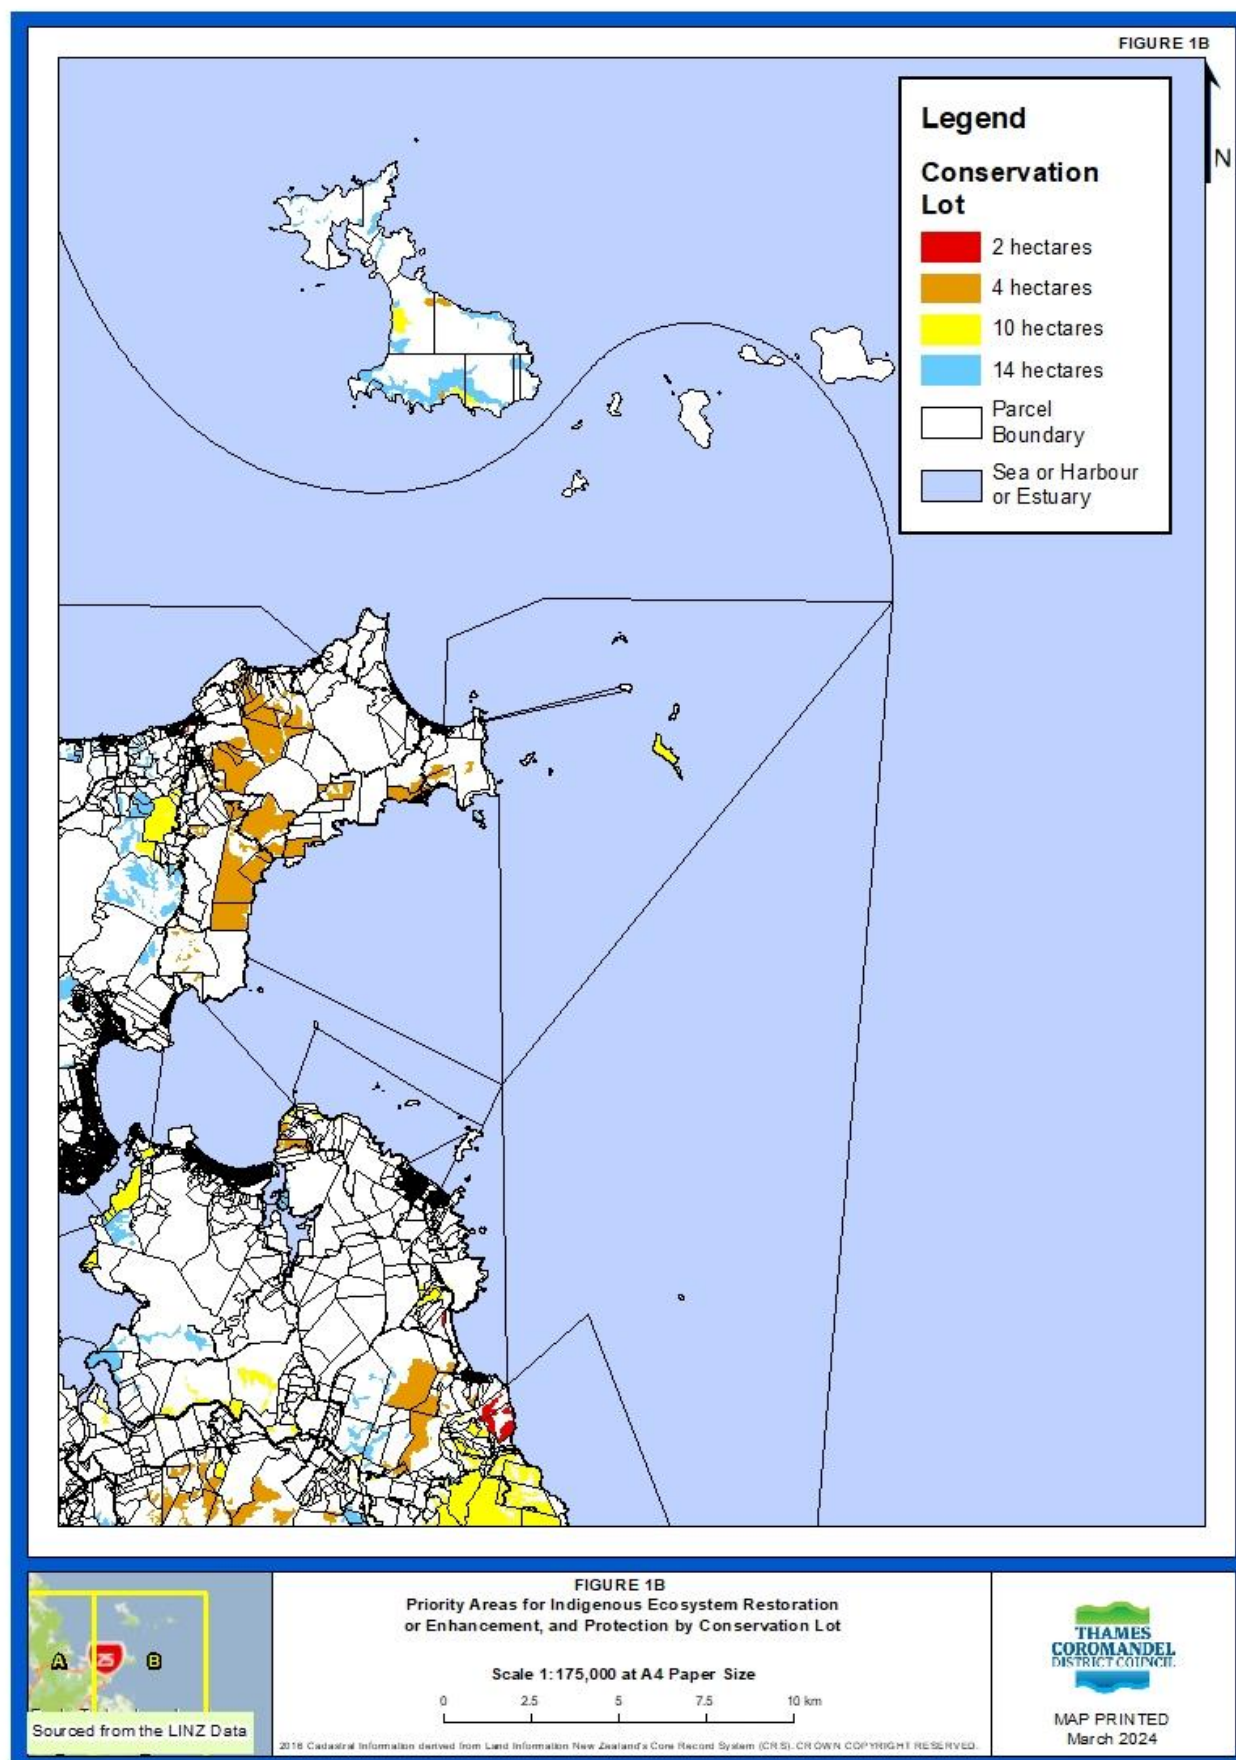 FIGURE 1B
Legend
Conservation
Lot
2 hectares
4 hectares
10 hectares
14 hectares
Parcel
Boundary
Sea or Harbour
or Estuary
N
A
25
B
Sourced from the LINZ Data
FIGURE 1B
Priority Areas for Indigenous Ecosystem Restoration
or Enhancement, and Protection by Conservation Lot
Scale 1:175,000 at A4 Paper Size
0 2.5 5 7.5 10 km
2016 Cadastral Information derived from Land Information New Zealand's Core Record System (CRS). CROWN COPYRIGHT RESERVED.
THAMES
COROMANDEL
DISTRICT COUNCIL
MAP PRINTED
March 2024